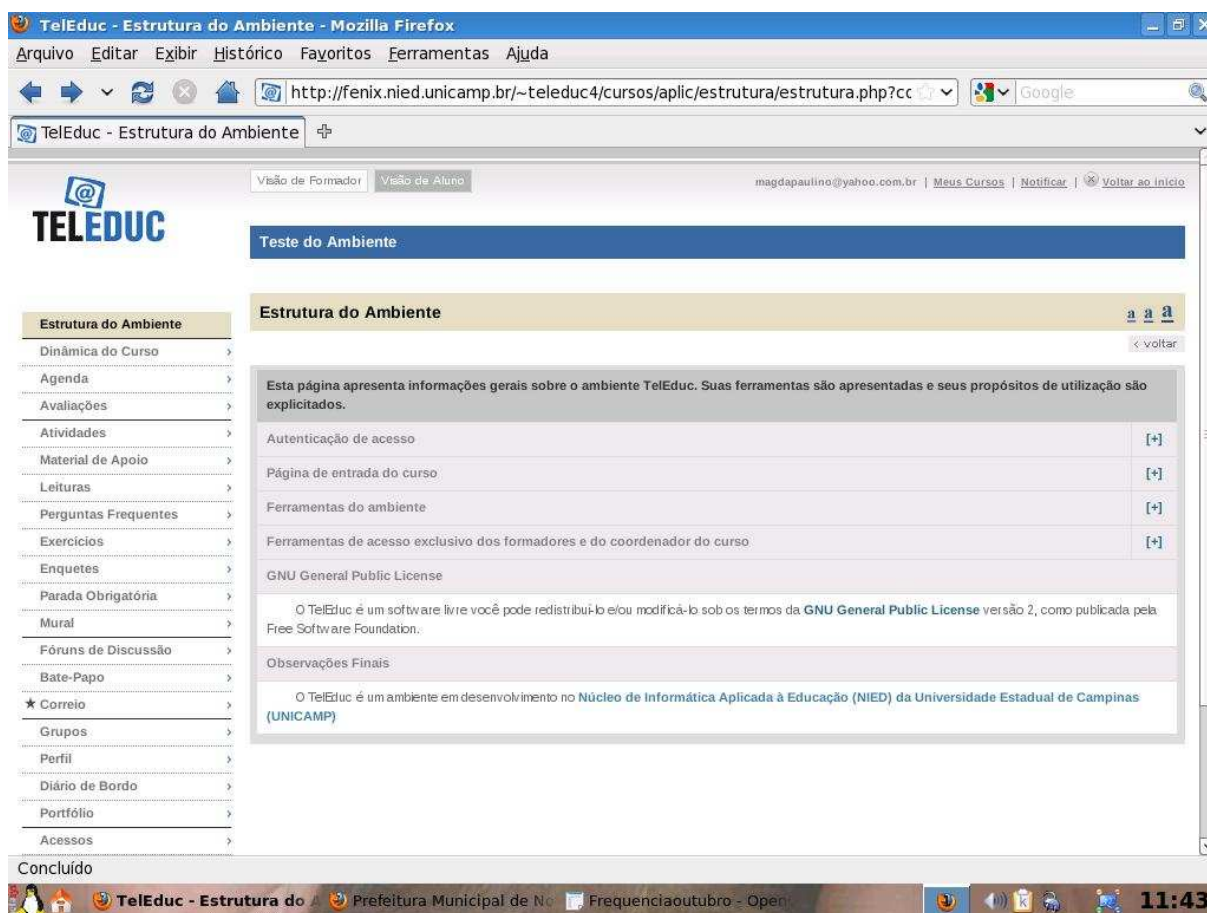 TelEduc - Estrutura do Ambiente - Mozilla Firefox
Arquivo Editar Exibir Histórico Favoritos Ferramentas Ajuda
http://fenix.nied.unicamp.br/~teleduc4/cursos/aplic/estrutura/estrutura.php?cc
Google
TelEduc - Estrutura do Ambiente
TELEDUC
Visão de Formador
Visão de Aluno
magdapaulino@yahoo.com.br | Meus Cursos | Notificar | Voltar ao inicio
Teste do Ambiente
Estrutura do Ambiente
Dinâmica do Curso
Agenda
Avaliações
Atividades
Material de Apoio
Leituras
Perguntas Frequentes
Exercícios
Enquetes
Parada Obrigatória
Mural
Fóruns de Discussão
Bate-Papo
★ Correio
Grupos
Perfil
Diário de Bordo
Portfólio
Acessos
Estrutura do Ambiente
a a a
< voltar
Esta página apresenta informações gerais sobre o ambiente TelEduc. Suas ferramentas são apresentadas e seus propósitos de utilização são
explicitados.
Autenticação de acesso [+]
Página de entrada do curso [+]
Ferramentas do ambiente [+]
Ferramentas de acesso exclusivo dos formadores e do coordenador do curso [+]
GNU General Public License
O TelEduc é um software livre você pode redistribuí-lo e/ou modificá-lo sob os termos da GNU General Public License versão 2, como publicada pela
Free Software Foundation.
Observações Finais
O TelEduc é um ambiente em desenvolvimento no Núcleo de Informática Aplicada à Educação (NIED) da Universidade Estadual de Campinas
(UNICAMP)
Concluído
TelEduc - Estrutura do
Prefeitura Municipal de No
Frequenciaoutubro - Open
11:43